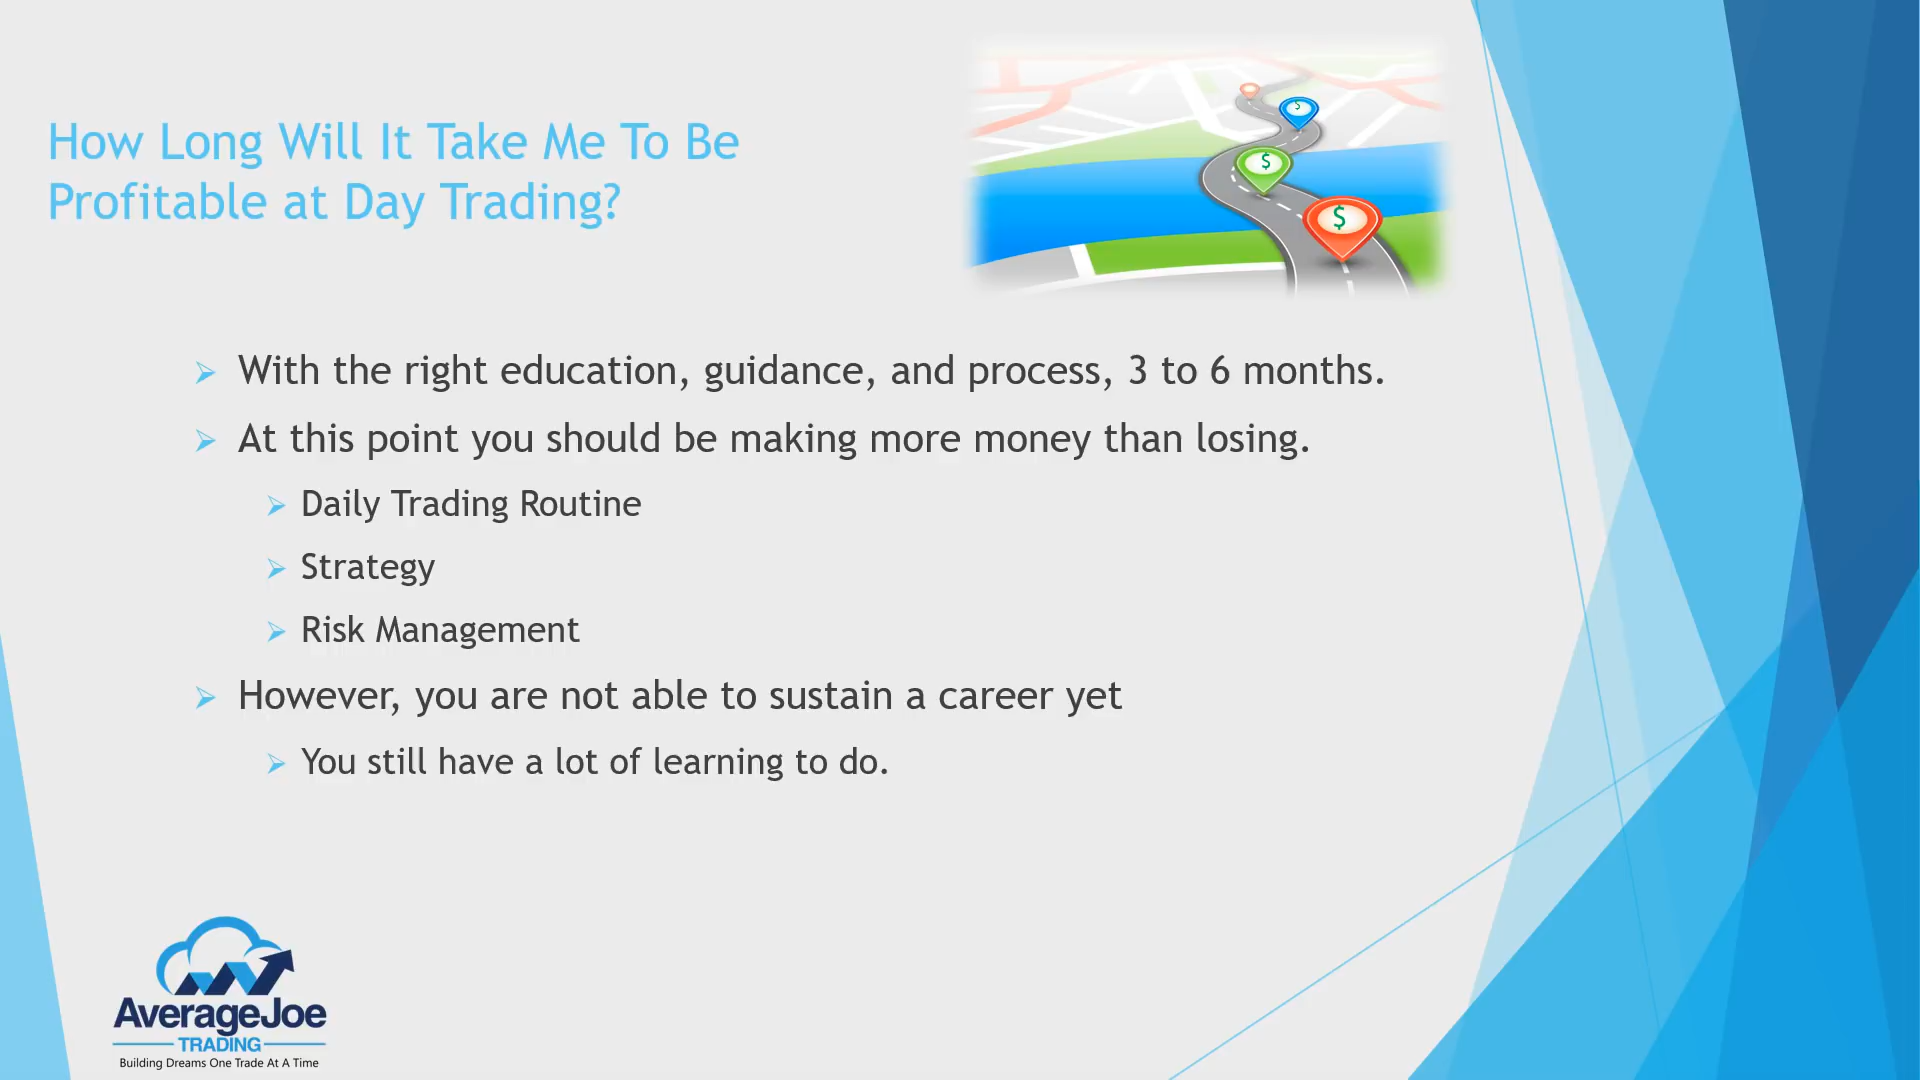 How Long Will It Take Me To Be
Profitable at Day Trading?
$
$
$
With the right education, guidance, and process, 3 to 6 months.
At this point you should be making more money than losing.
Daily Trading Routine
Strategy
Risk Management
However, you are not able to sustain a career yet
You still have a lot of learning to do.
AverageJoe
TRADING
Building Dreams One Trade At A Time